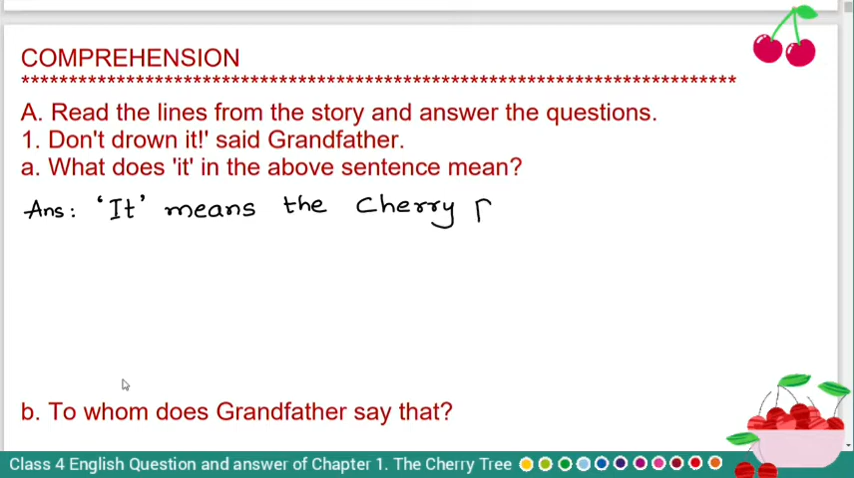 COMPREHENSION
*****************************************************************************
A. Read the lines from the story and answer the questions.
1. Don't drown it!' said Grandfather.
a. What does 'it' in the above sentence mean?
Ans: 'It' means the Cherry
b. To whom does Grandfather say that?
Class 4 English Question and answer of Chapter 1. The Cherry Tree